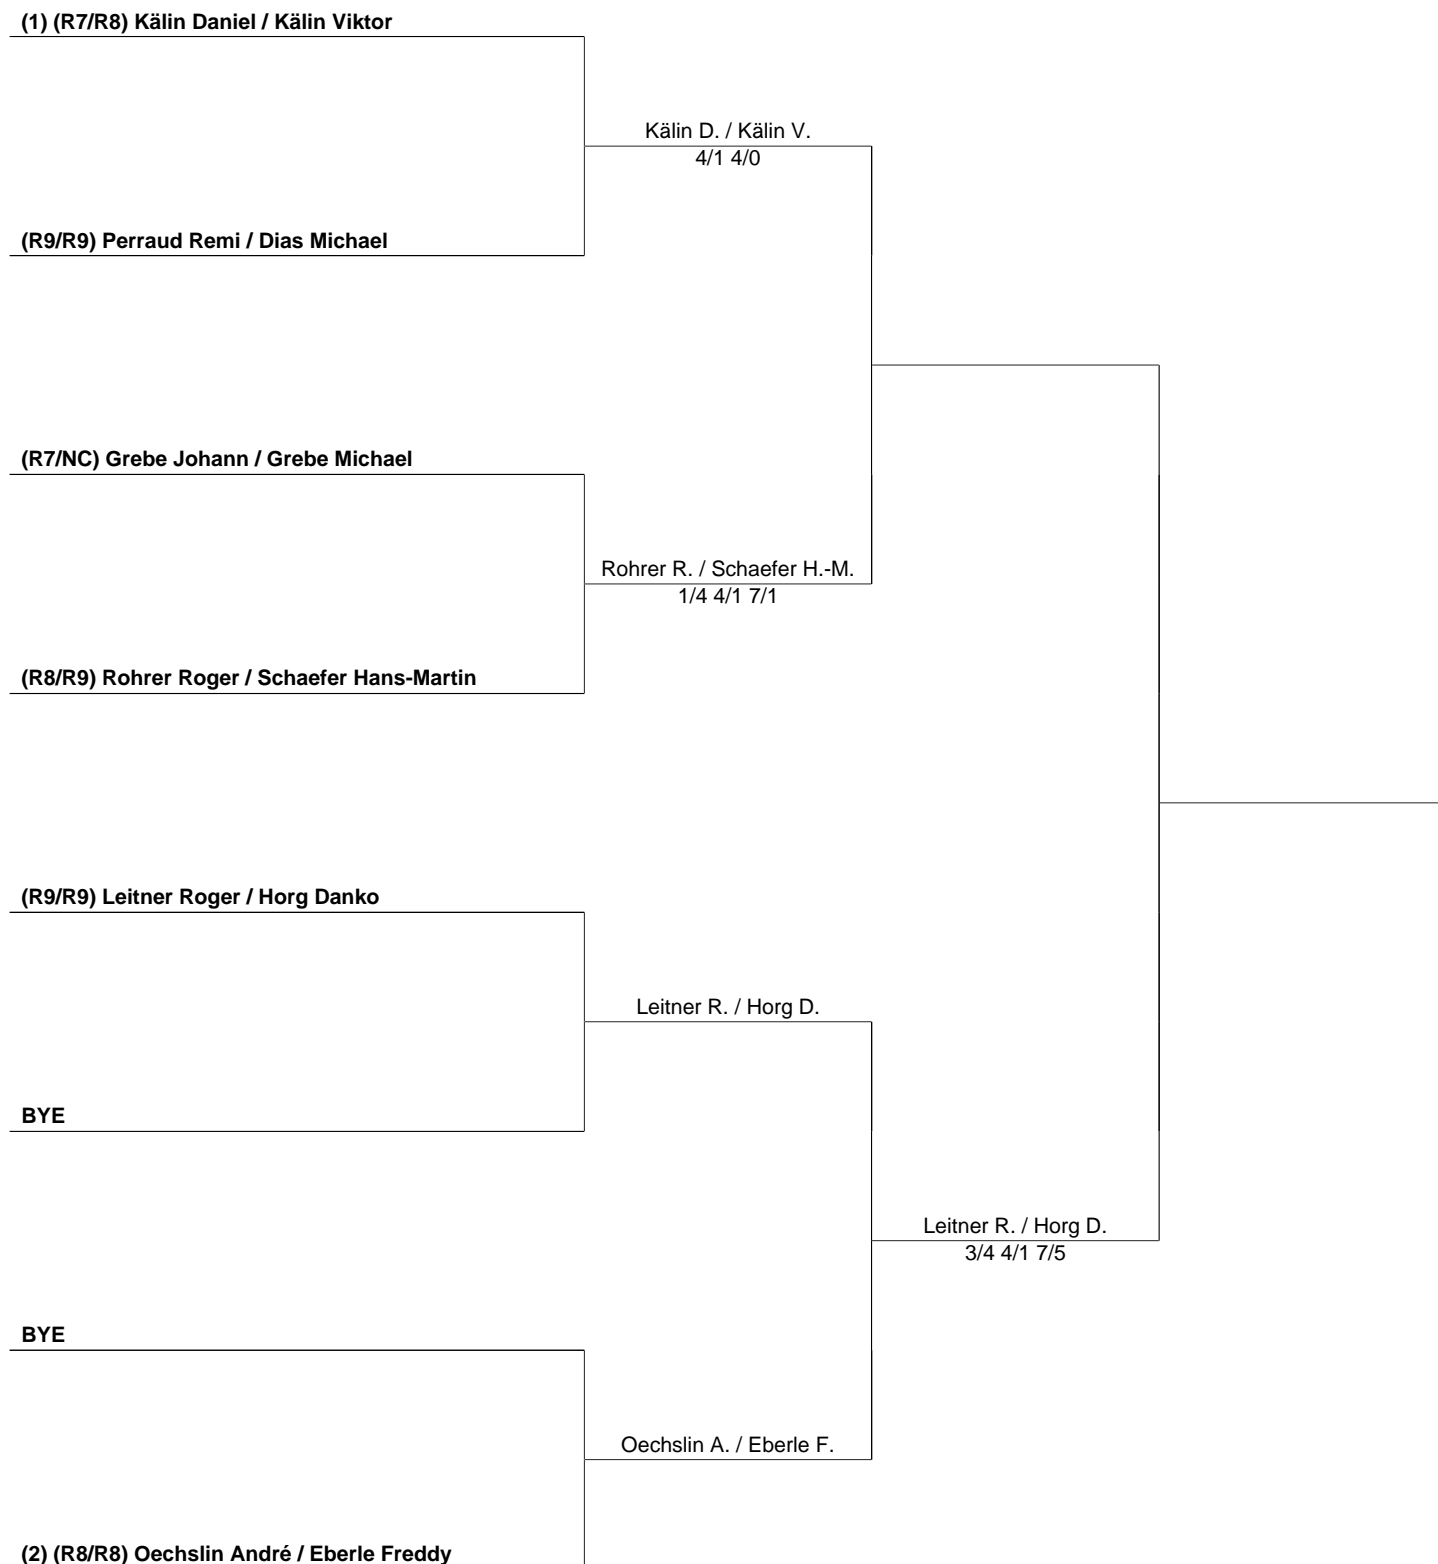 (1) (R7/R8) Kälin Daniel / Kälin Viktor
Kälin D. / Kälin V.
4/1 4/0
(R9/R9) Perraud Remi / Dias Michael
(R7/NC) Grebe Johann / Grebe Michael
Rohrer R. / Schaefer H.-M.
1/4 4/1 7/1
(R8/R9) Rohrer Roger / Schaefer Hans-Martin
(R9/R9) Leitner Roger / Horg Danko
Leitner R. / Horg D.
BYE
Leitner R. / Horg D.
3/4 4/1 7/5
BYE
Oechslin A. / Eberle F.
(2) (R8/R8) Oechslin André / Eberle Freddy